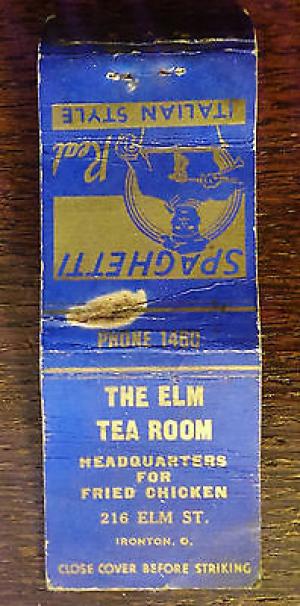 SPAGHETTI
Real
ITALIAN STYLE
PHONE 1460
THE ELM
TEA ROOM
HEADQUARTERS
FOR
FRIED CHICKEN
216 ELM ST.
IRONTON, O.
CLOSE COVER BEFORE STRIKING